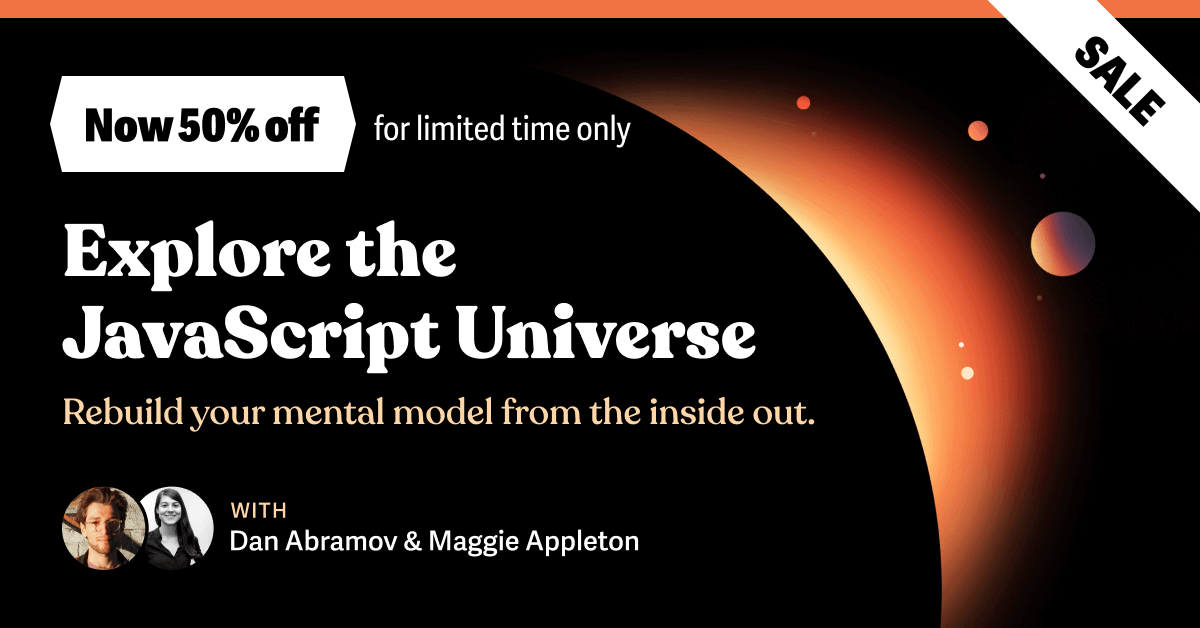 SALE
Now 50% off for limited time only
Explore the
JavaScript Universe
Rebuild your mental model from the inside out.
WITH
Dan Abramov & Maggie Appleton